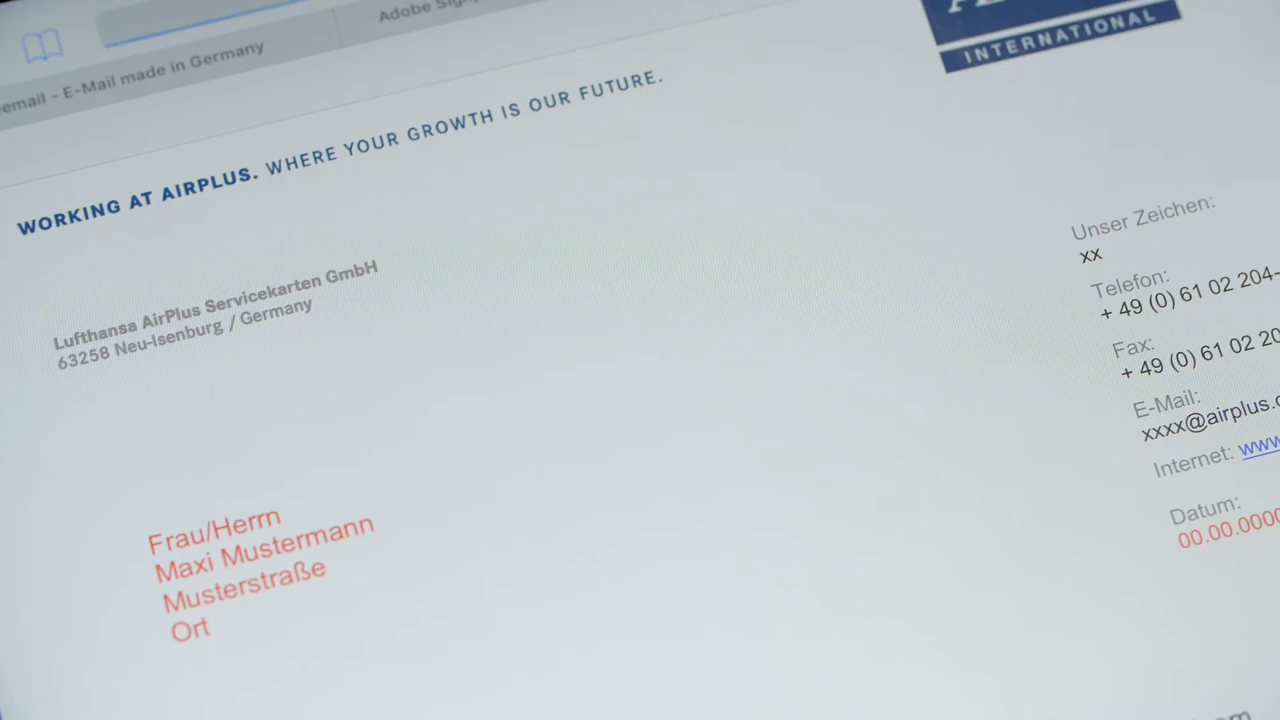 Adobe Sign
email - E-Mail made in Germany
INTERNATIONAL
WORKING AT AIRPLUS. WHERE YOUR GROWTH IS OUR FUTURE.
Lufthansa AirPlus Servicekarten GmbH
63258 Neu-Isenburg / Germany
Unser Zeichen:
xx
Telefon:
+ 49 (0) 61 02 204-
Fax:
+ 49 (0) 61 02 20
E-Mail:
xxxx@airplus.
Internet: www
Datum:
00.00.0000
Frau/Herrn
Maxi Mustermann
Musterstraße
Ort